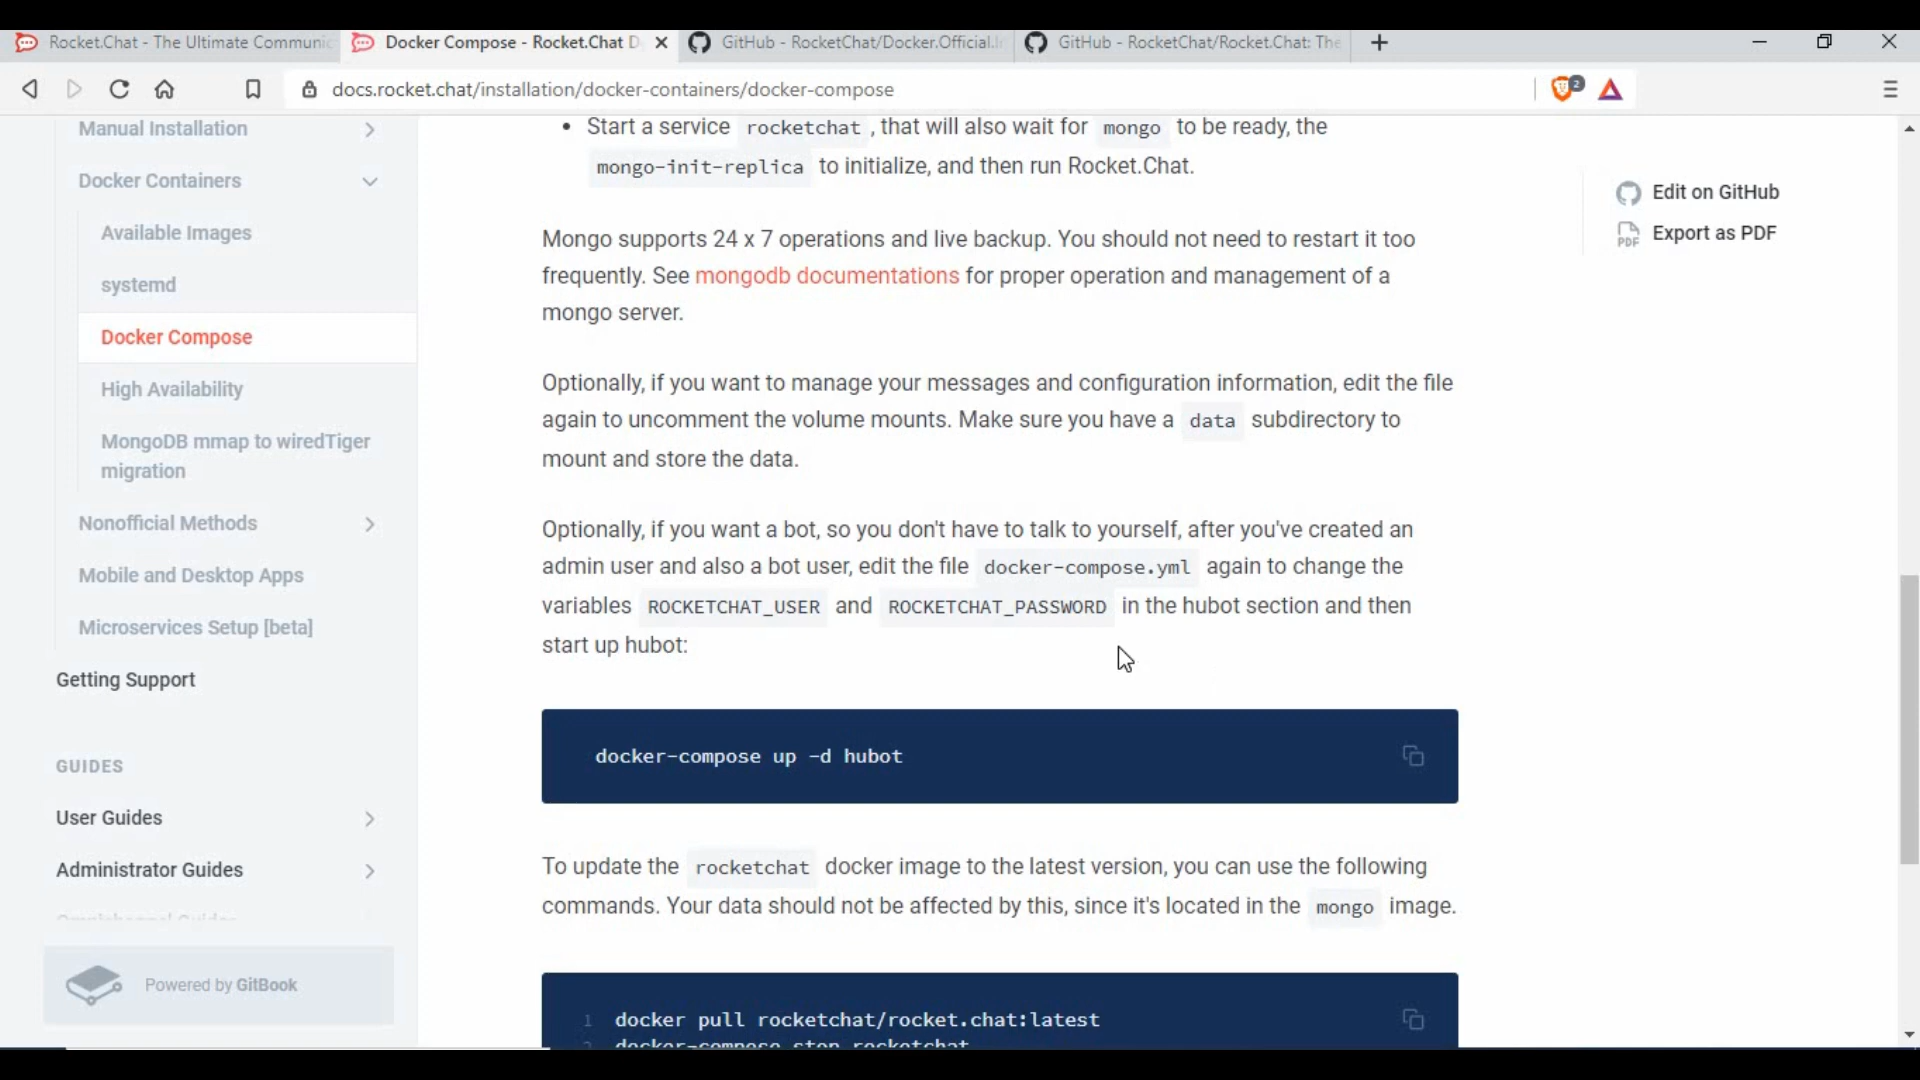 Rocket.Chat - The Ultimate Communic
Docker Compose - Rocket.Chat D
GitHub - RocketChat/Docker.Official.I
GitHub - RocketChat/Rocket.Chat: The
docs.rocket.chat/installation/docker-containers/docker-compose
2
Manual Installation
Docker Containers
Available Images
systemd
Docker Compose
High Availability
MongoDB mmap to wiredTiger
migration
Nonofficial Methods
Mobile and Desktop Apps
Microservices Setup [beta]
Getting Support
GUIDES
User Guides
Administrator Guides
Omnichannel Guides
Powered by GitBook
Start a service rocketchat , that will also wait for mongo to be ready, the
mongo-init-replica to initialize, and then run Rocket.Chat.
Mongo supports 24 x 7 operations and live backup. You should not need to restart it too
frequently. See mongodb documentations for proper operation and management of a
mongo server.
Optionally, if you want to manage your messages and configuration information, edit the file
again to uncomment the volume mounts. Make sure you have a data subdirectory to
mount and store the data.
Optionally, if you want a bot, so you don't have to talk to yourself, after you've created an
admin user and also a bot user, edit the file docker-compose.yml again to change the
variables ROCKETCHAT_USER and ROCKETCHAT_PASSWORD in the hubot section and then
start up hubot:
docker-compose up -d hubot
To update the rocketchat docker image to the latest version, you can use the following
commands. Your data should not be affected by this, since it's located in the mongo image.
1 docker pull rocketchat/rocket.chat:latest
2 docker-compose stop rocketchat
Edit on GitHub
PDF Export as PDF